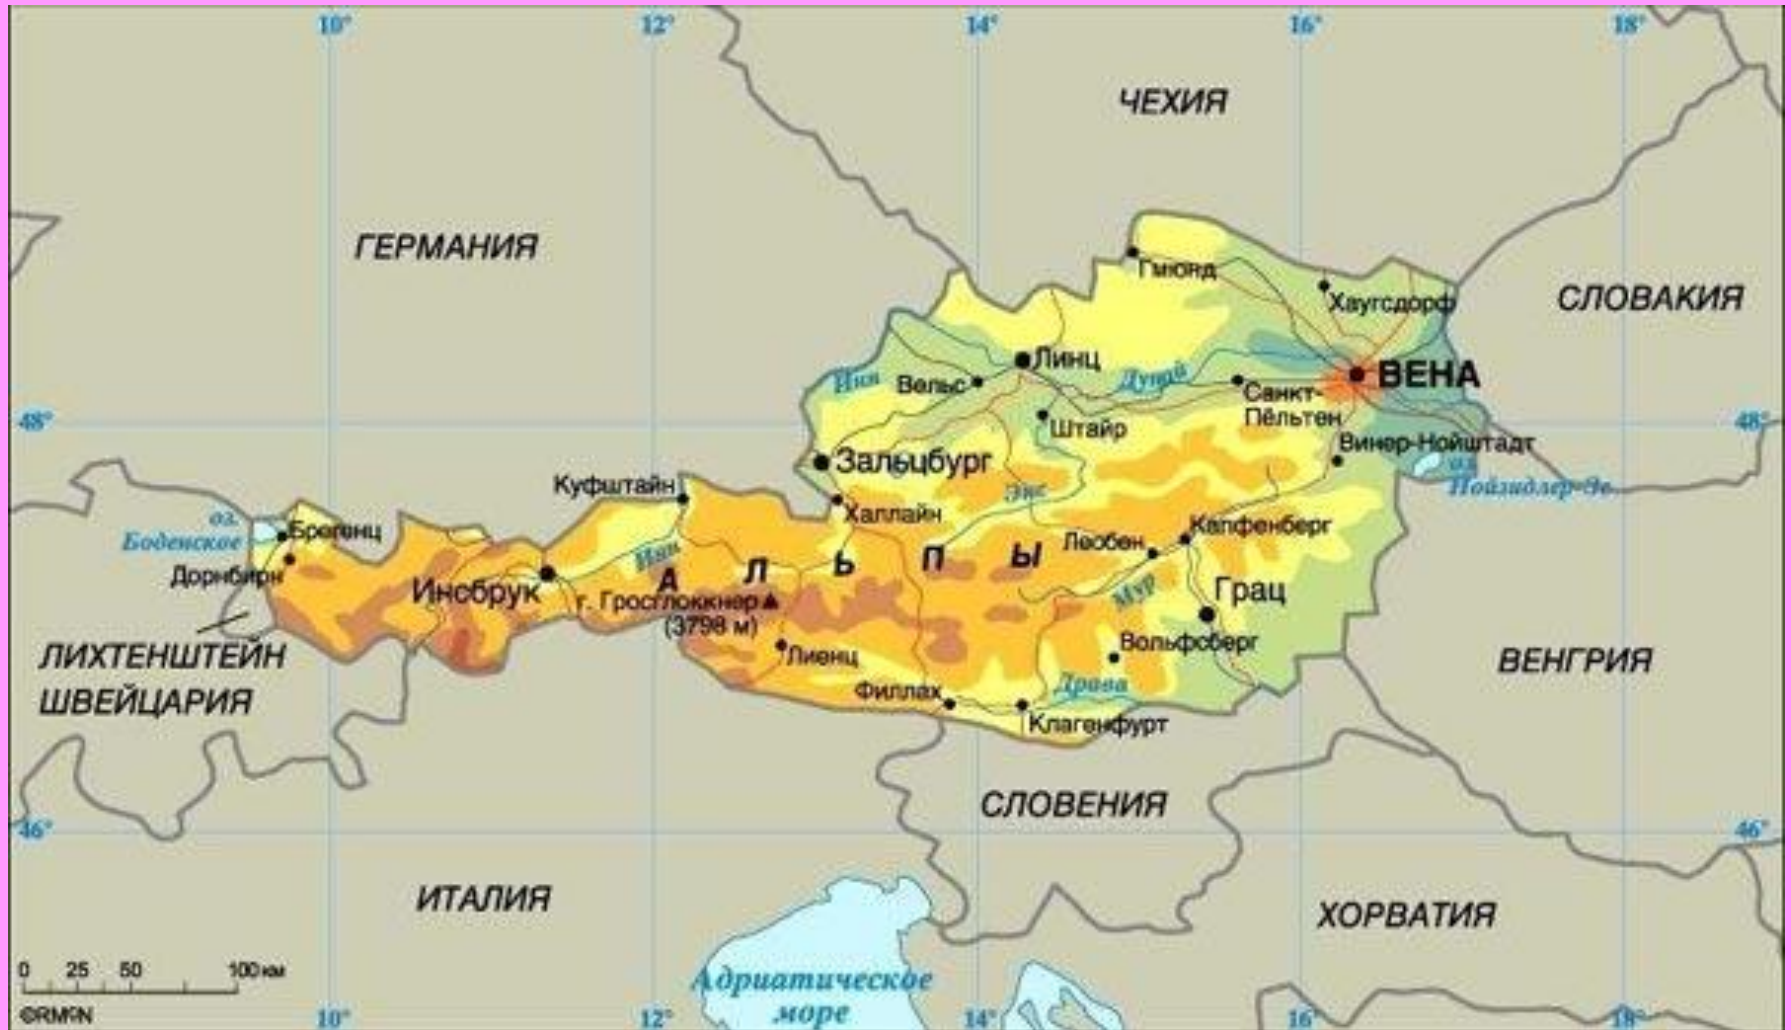 10°
12°
14°
16°
18°
ЧЕХИЯ
ГЕРМАНИЯ
Гмюнд
СЛОВАКИЯ
Хаугсдорф
Линц
Дунай
ВЕНА
Инн
Вельс
Санкт-
Пёльтен
48°
48°
Штайр
Винер-Нойштадт
Зальцбург
оз.
Нойзидлер-Зе
Куфштайн
Энс
Халлайн
оз.
Боденское
Брегенц
Капфенберг
Леобен
Инн
АЛЬПЫ
Дорнбирн
Инсбрук
г. Гросглоккнер
(3798 м)
Мур
Грац
Вольфсберг
ЛИХТЕНШТЕЙН
ШВЕЙЦАРИЯ
Лиенц
ВЕНГРИЯ
Филлах
Драва
Клагенфурт
СЛОВЕНИЯ
46°
46°
ИТАЛИЯ
ХОРВАТИЯ
0 25 50 100 км
Адриатическое
море
10°
12°
14°
16°
18°